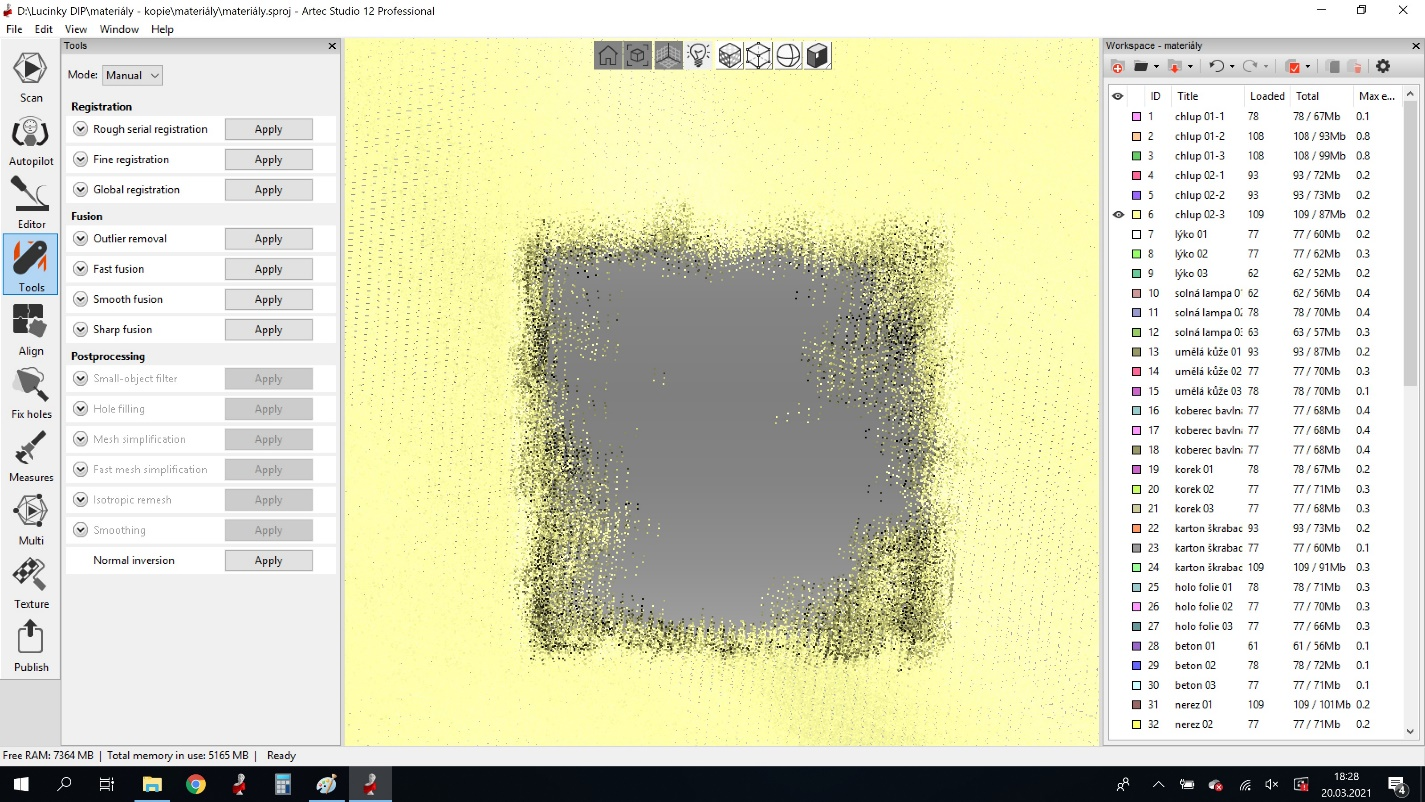 D:\Lucinky DIP\materiály - kopie\materiály\materiály.sproj - Artec Studio 12 Professional
File Edit View Window Help
Scan
Autopilot
Editor
Tools
Align
Fix holes
Measures
Multi
Texture
Publish
Tools
Mode: Manual
Registration
Rough serial registration Apply
Fine registration Apply
Global registration Apply
Fusion
Outlier removal Apply
Fast fusion Apply
Smooth fusion Apply
Sharp fusion Apply
Postprocessing
Small-object filter Apply
Hole filling Apply
Mesh simplification Apply
Fast mesh simplification Apply
Isotropic remesh Apply
Smoothing Apply
Normal inversion Apply
Workspace - materiály
ID Title Loaded Total Max e...
1 chlup 01-1 78 78 / 67Mb 0.1
2 chlup 01-2 108 108 / 93Mb 0.8
3 chlup 01-3 108 108 / 99Mb 0.8
4 chlup 02-1 93 93 / 72Mb 0.2
5 chlup 02-2 93 93 / 73Mb 0.2
6 chlup 02-3 109 109 / 87Mb 0.2
7 lýko 01 77 77 / 60Mb 0.2
8 lýko 02 77 77 / 62Mb 0.3
9 lýko 03 62 62 / 52Mb 0.2
10 solná lampa 0 62 62 / 56Mb 0.4
11 solná lampa 02 78 78 / 70Mb 0.4
12 solná lampa 03 63 63 / 57Mb 0.3
13 umělá kůže 01 93 93 / 87Mb 0.2
14 umělá kůže 02 77 77 / 70Mb 0.3
15 umělá kůže 03 78 78 / 70Mb 0.1
16 koberec bavln 77 77 / 68Mb 0.4
17 koberec bavln 77 77 / 68Mb 0.4
18 koberec bavln 77 77 / 68Mb 0.4
19 korek 01 78 78 / 67Mb 0.2
20 korek 02 77 77 / 71Mb 0.3
21 korek 03 77 77 / 69Mb 0.3
22 karton škrabac 93 93 / 73Mb 0.2
23 karton škrabac 77 77 / 60Mb 0.1
24 karton škrabac 109 109 / 91Mb 0.3
25 holo folie 01 78 78 / 71Mb 0.3
26 holo folie 02 77 77 / 70Mb 0.3
27 holo folie 03 77 77 / 66Mb 0.3
28 beton 01 61 61 / 56Mb 0.1
29 beton 02 78 78 / 72Mb 0.1
30 beton 03 77 77 / 71Mb 0.1
31 nerez 01 109 109 / 101Mb 0.2
32 nerez 02 77 77 / 71Mb 0.2
Free RAM: 7364 MB | Total memory in use: 5165 MB | Ready
18:28
20.03.2021
4